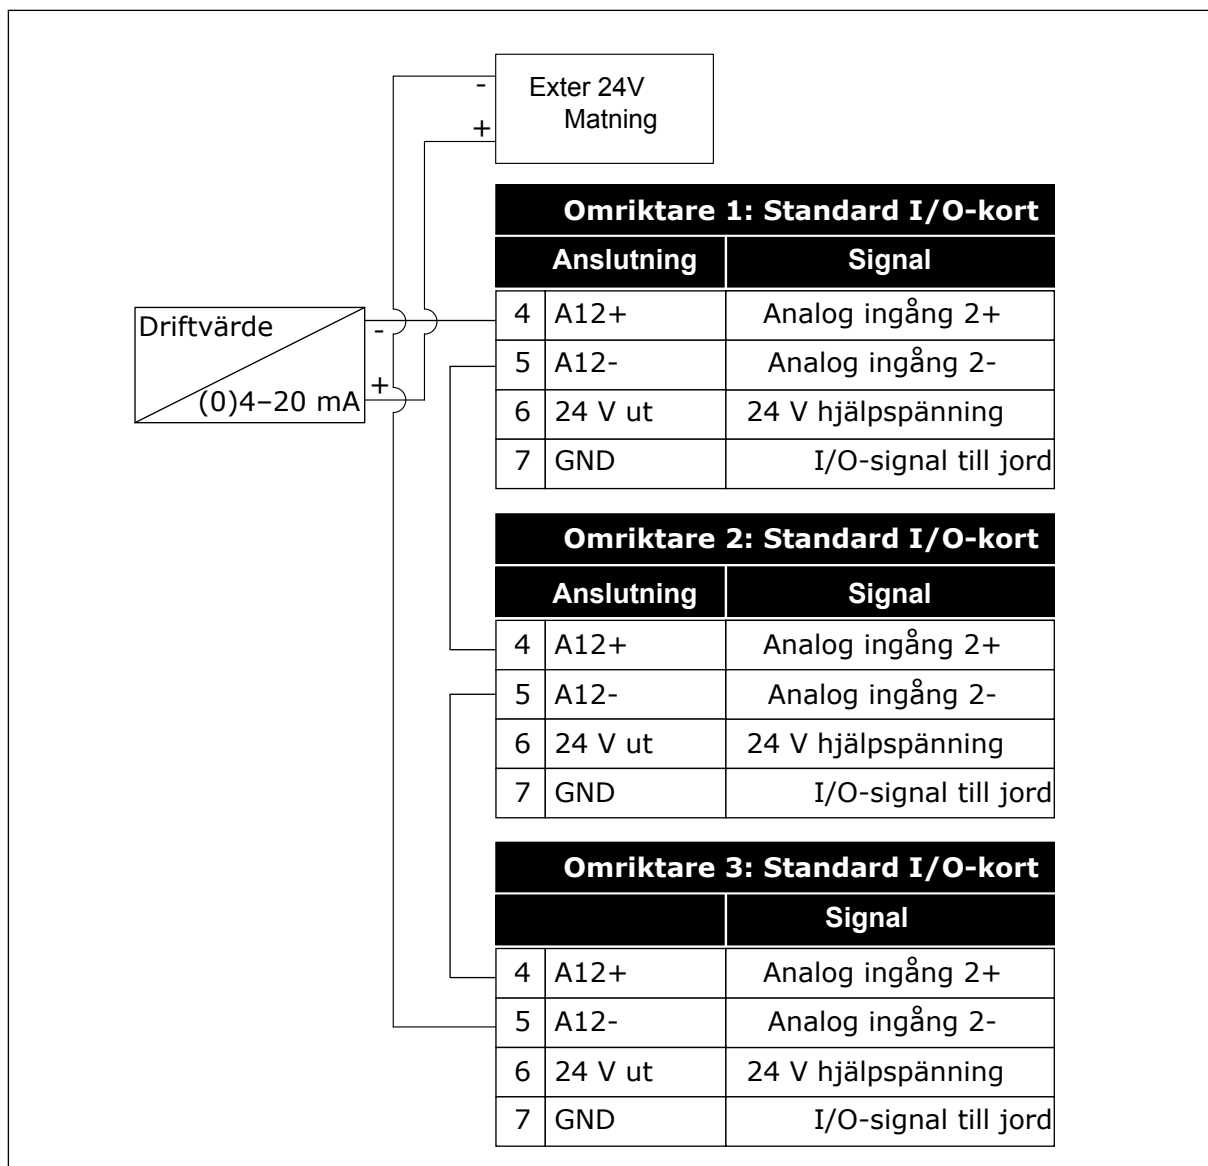 -
Exter 24V
+
Matning
Omriktare 1: Standard I/O-kort
Anslutning Signal
Driftvärde
-
+
(0)4–20 mA
4 A12+ Analog ingång 2+
5 A12- Analog ingång 2-
6 24 V ut 24 V hjälpspänning
7 GND I/O-signal till jord
Omriktare 2: Standard I/O-kort
Anslutning Signal
4 A12+ Analog ingång 2+
5 A12- Analog ingång 2-
6 24 V ut 24 V hjälpspänning
7 GND I/O-signal till jord
Omriktare 3: Standard I/O-kort
Signal
4 A12+ Analog ingång 2+
5 A12- Analog ingång 2-
6 24 V ut 24 V hjälpspänning
7 GND I/O-signal till jord